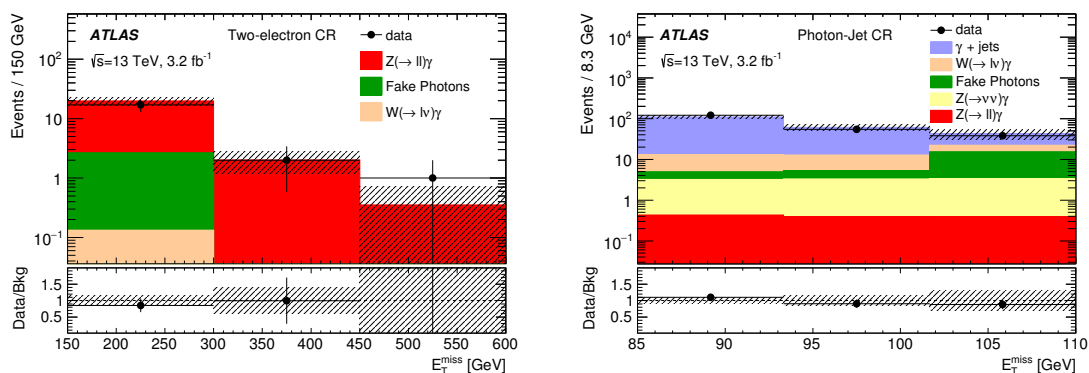 ATLAS Two-electron CR
√s=13 TeV, 3.2 fb⁻¹
data
Z(→ ll)γ
Fake Photons
W(→ lν)γ
Events / 150 GeV
10²
10
1
10⁻¹
Data/Bkg
1.5
1
0.5
150 200 250 300 350 400 450 500 550 600
E_T^miss [GeV]
ATLAS Photon-Jet CR
√s=13 TeV, 3.2 fb⁻¹
data
γ + jets
W(→ lν)γ
Fake Photons
Z(→νν)γ
Z(→ ll)γ
Events / 8.3 GeV
10⁴
10³
10²
10
1
10⁻¹
Data/Bkg
1.5
1
0.5
85 90 95 100 105 110
E_T^miss [GeV]